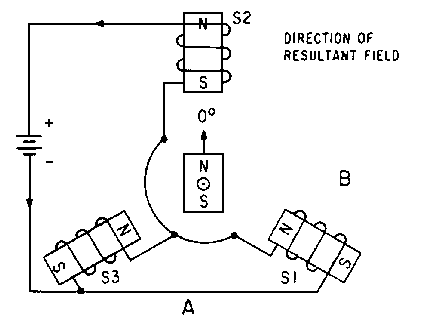 N
S2
DIRECTION OF
RESULTANT FIELD
S
0°
+
-
N
S
B
N
S
S3
N
S
S1
A